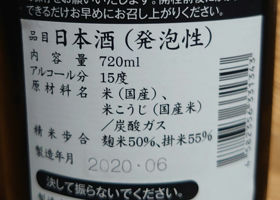 できるだけお早めにお召し上がりください。
品目 日本酒(発泡性)
内容量 720ml
アルコール分 15度
原材料名 米(国産)、
米こうじ(国産米)
/炭酸ガス
精米歩合 麹米50%、掛米55%
製造年月 2020・06
決して振らないでください。
4582256331343